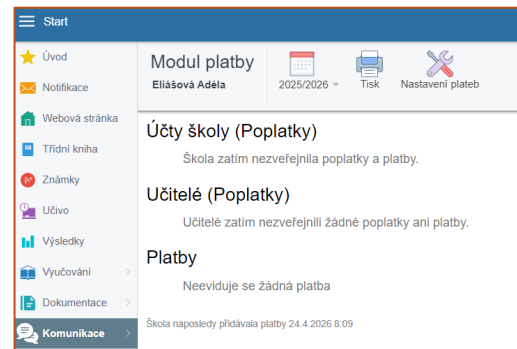 Start
Úvod
Notifikace
Webová stránka
Třídní kniha
Známky
Učivo
Výsledky
Vyučování
Dokumentace
Komunikace
Modul platby
Eliášová Adéla
2025/2026
Tisk
Nastavení plateb
Účty školy (Poplatky)
Škola zatím nezveřejnila poplatky a platby.
Učitelé (Poplatky)
Učitelé zatím nezveřejnili žádné poplatky ani platby.
Platby
Neeviduje se žádná platba
Škola naposledy přidávala platby 24.4.2026 8:09